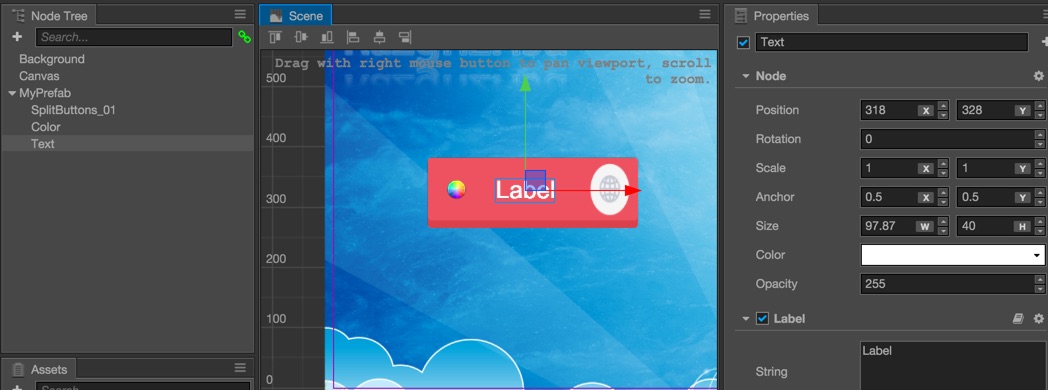 Node Tree
Search...
Background
Canvas
MyPrefab
SplitButtons_01
Color
Text
Assets
Scene
Drag with right mouse button to pan viewport, scroll
to zoom.
500
400
300
200
100
0
Label
Properties
Text
Node
Position 318 X 328 Y
Rotation 0
Scale 1 X 1 Y
Anchor 0.5 X 0.5 Y
Size 97.87 W 40 H
Color
Opacity 255
Label
String Label